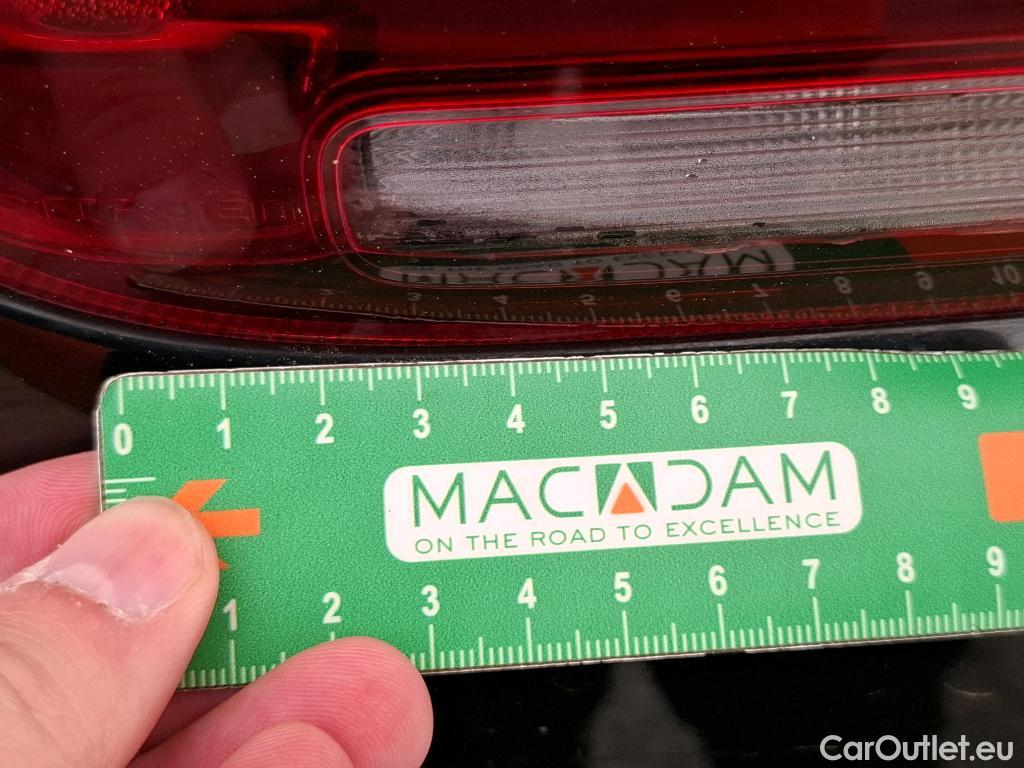 0 1 2 3 4 5 6 7 8 9
MACADAM
ON THE ROAD TO EXCELLENCE
1 2 3 4 5 6 7 8 9
CarOutlet.eu